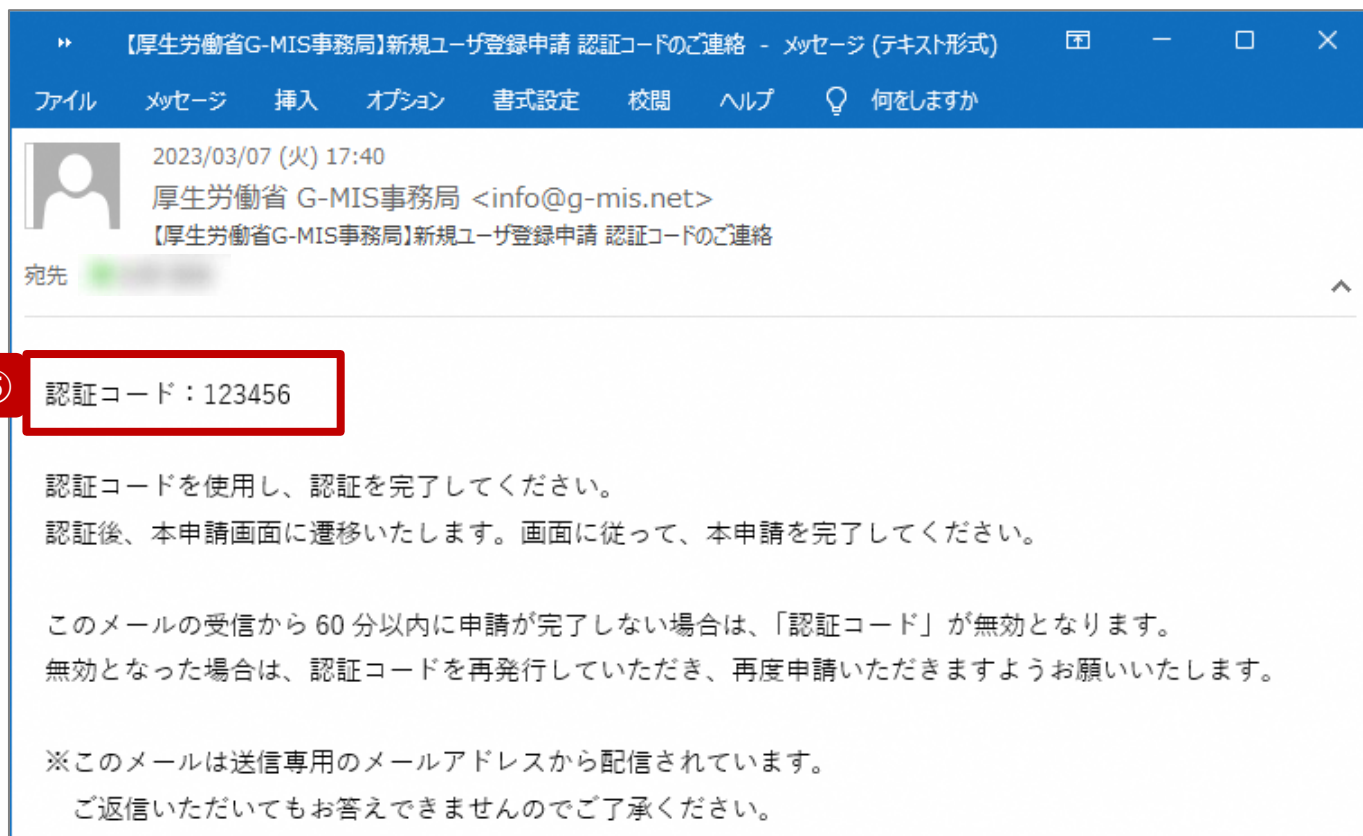 【厚生労働省G-MIS事務局】新規ユーザ登録申請 認証コードのご連絡 - メッセージ (テキスト形式)
ファイル メッセージ 挿入 オプション 書式設定 校閲 ヘルプ 何をしますか
2023/03/07 (火) 17:40
厚生労働省 G-MIS事務局 <info@g-mis.net>
【厚生労働省G-MIS事務局】新規ユーザ登録申請 認証コードのご連絡
宛先
認証コード：123456
認証コードを使用し、認証を完了してください。
認証後、本申請画面に遷移いたします。画面に従って、本申請を完了してください。
このメールの受信から 60 分以内に申請が完了しない場合は、「認証コード」が無効となります。
無効となった場合は、認証コードを再発行していただき、再度申請いただきますようお願いいたします。
※このメールは送信専用のメールアドレスから配信されています。
ご返信いただいてもお答えできませんのでご了承ください。